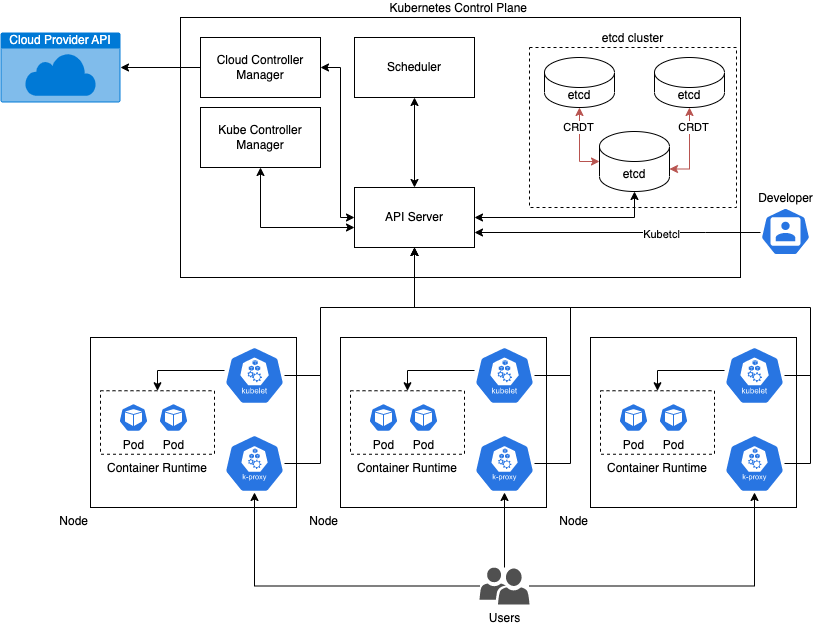 Kubernetes Control Plane
Cloud Provider API
Cloud Controller
Manager
Scheduler
etcd cluster
etcd
etcd
CRDT
CRDT
etcd
Kube Controller
Manager
API Server
Developer
Kubetcl
kubelet
Pod
Pod
Container Runtime
k-proxy
Node
kubelet
Pod
Pod
Container Runtime
k-proxy
Node
kubelet
Pod
Pod
Container Runtime
k-proxy
Node
Users